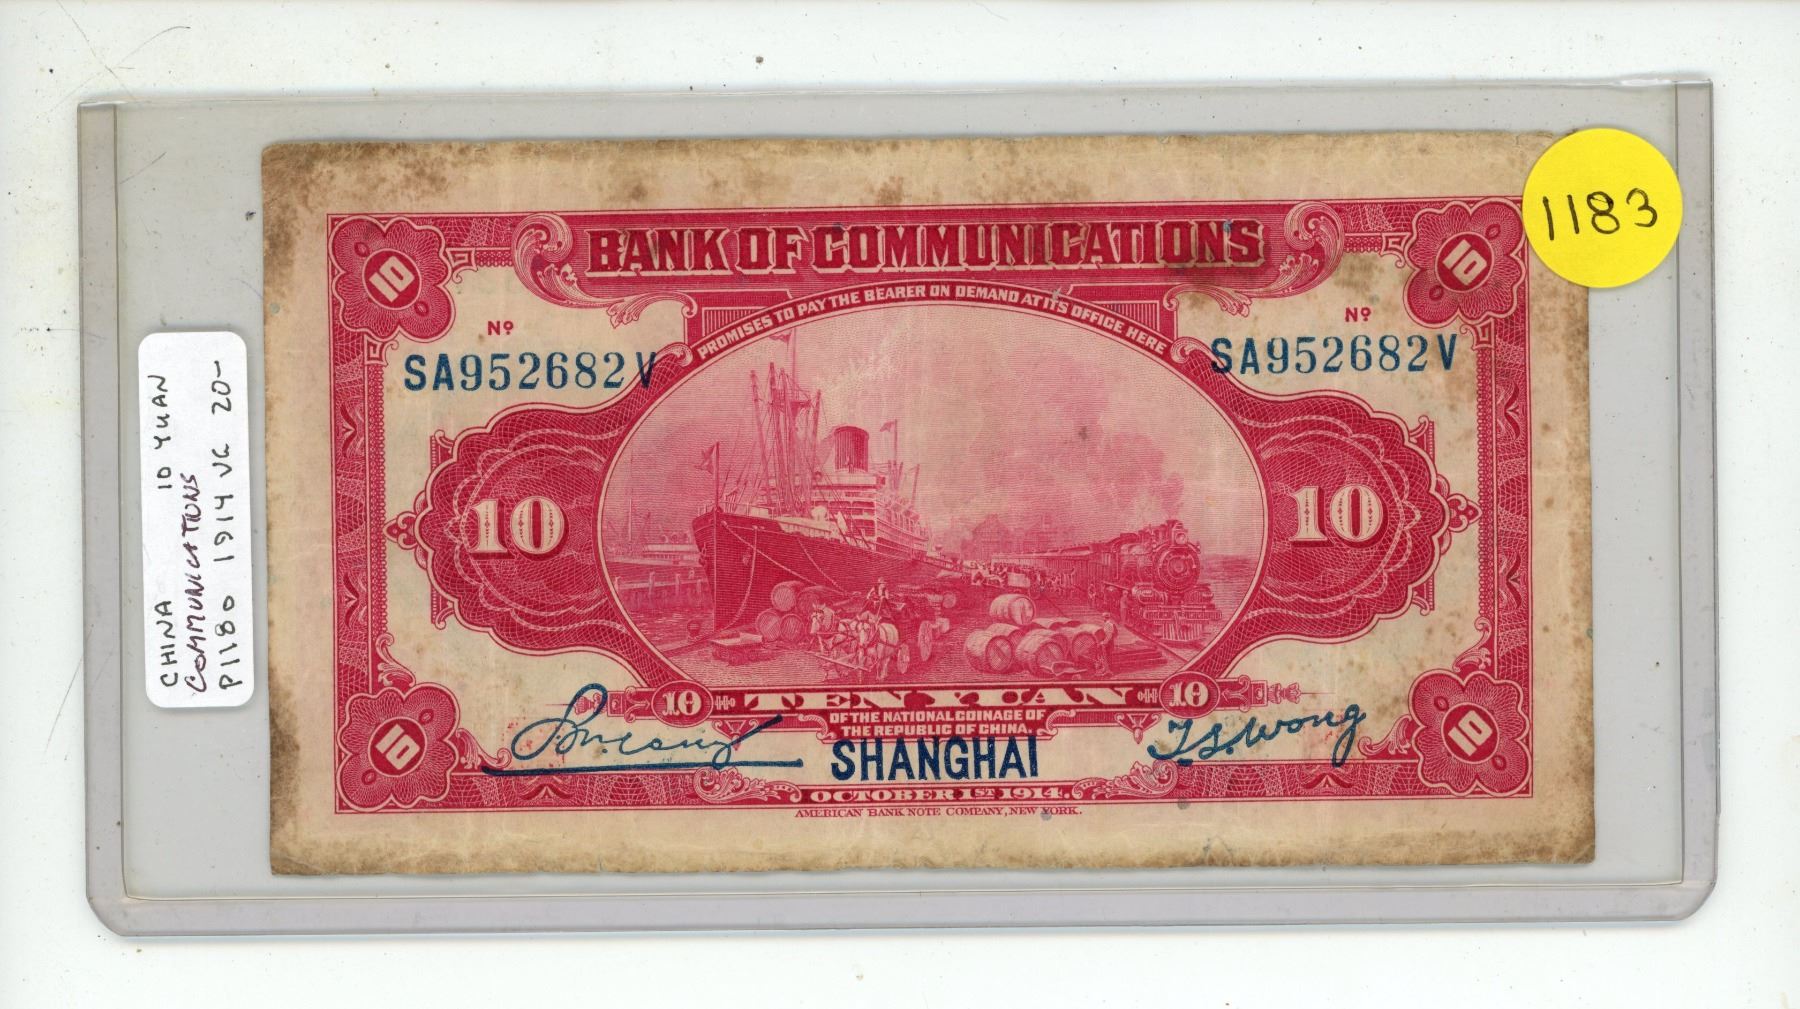 BANK OF COMMUNICATIONS
PROMISES TO PAY THE BEARER ON DEMAND AT ITS OFFICE HERE
10
10
Nº
Nº
SA952682V
SA952682V
10
10
10 TEN YUAN 10
OF THE NATIONAL COINAGE OF
THE REPUBLIC OF CHINA.
T.S. Wong
SHANGHAI
10
10
OCTOBER 1ST 1914.
AMERICAN BANK NOTE COMPANY, NEW YORK.
1183
CHINA 10 YUAN
COMMUNICATIONS
P118o 1914 VG 20-